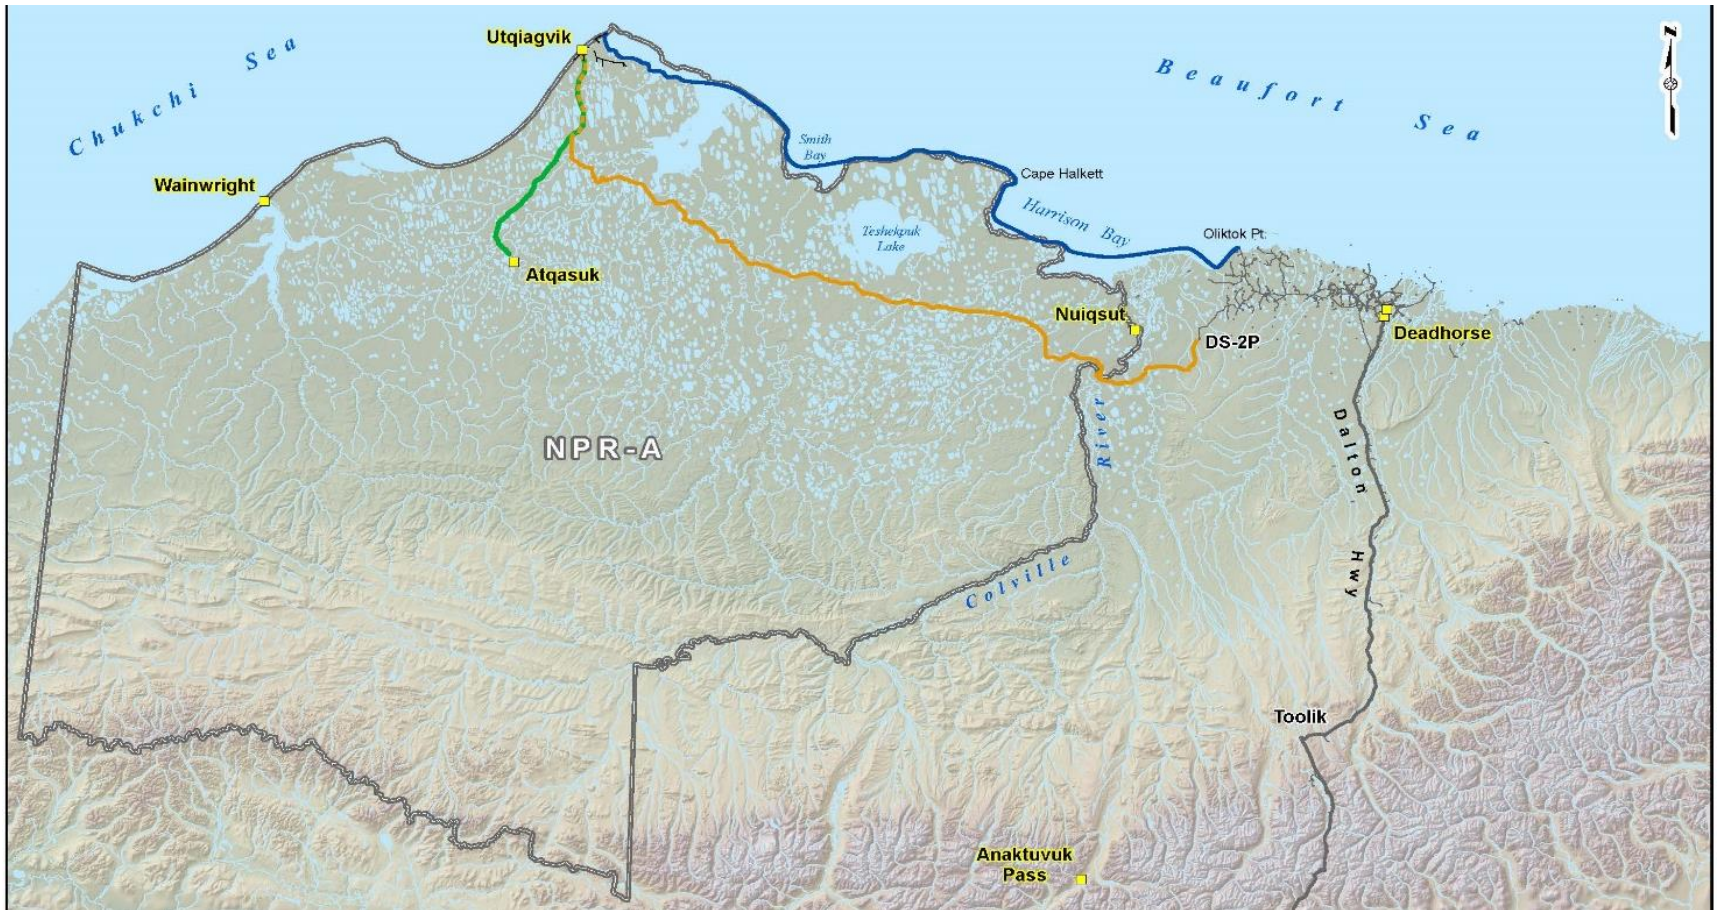 Utqiagvik
Chukchi Sea
Beaufort Sea
Smith
Bay
Cape Halkett
Wainwright
Harrison Bay
Oliktok Pt.
Teshekpuk
Lake
Atqasuk
Nuiqsut
Deadhorse
DS-2P
River
Dalton Hwy
NPR-A
Colville
Toolik
Anaktuvuk
Pass
N